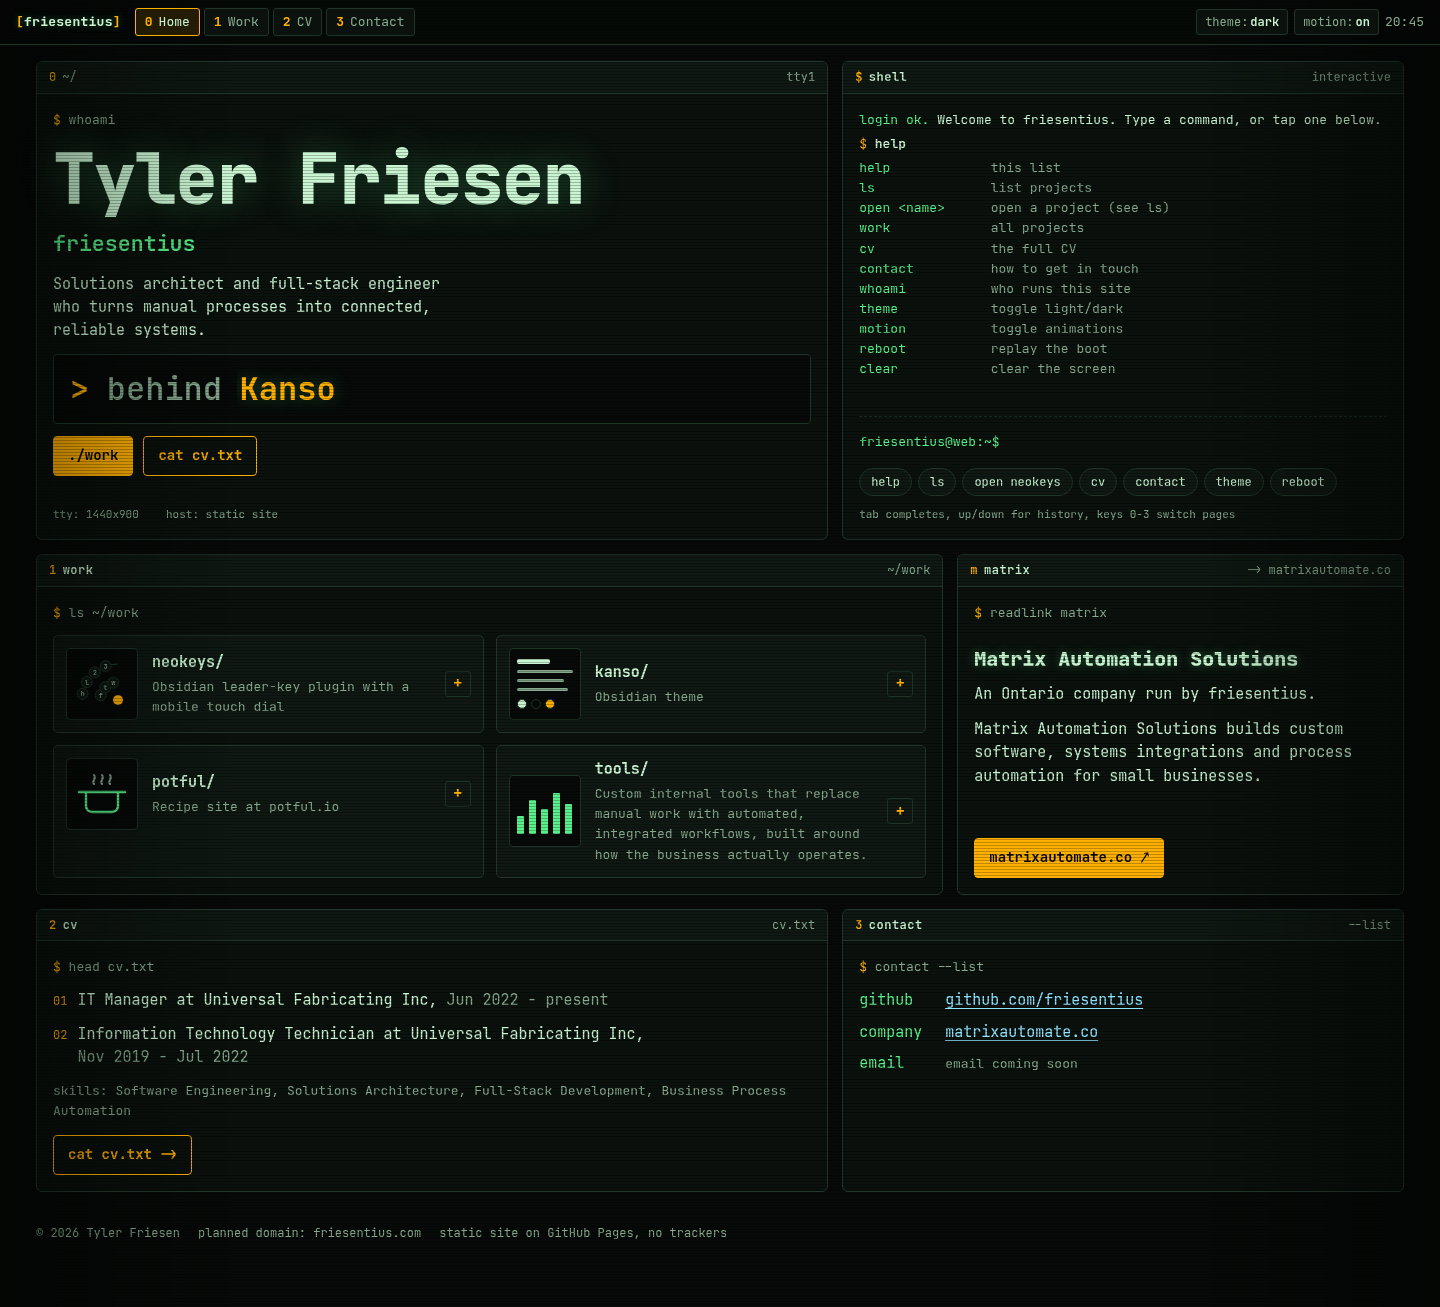 [friesentius] 0 Home 1 Work 2 CV 3 Contact theme:dark motion:on 20:45
0 ~/ tty1
$ whoami
Tyler Friesen
friesentius
Solutions architect and full-stack engineer
who turns manual processes into connected,
reliable systems.
> behind Kanso
./work cat cv.txt
tty: 1440x900 host: static site
$ shell interactive
login ok. Welcome to friesentius. Type a command, or tap one below.
$ help
help this list
ls list projects
open <name> open a project (see ls)
work all projects
cv the full CV
contact how to get in touch
whoami who runs this site
theme toggle light/dark
motion toggle animations
reboot replay the boot
clear clear the screen
friesentius@web:~$
help ls open neokeys cv contact theme reboot
tab completes, up/down for history, keys 0-3 switch pages
1 work ~/work
$ ls ~/work
neokeys/
Obsidian leader-key plugin with a
mobile touch dial
+
kanso/
Obsidian theme
+
potful/
Recipe site at potful.io
+
tools/
Custom internal tools that replace
manual work with automated,
integrated workflows, built around
how the business actually operates.
+
m matrix → matrixautomate.co
$ readlink matrix
Matrix Automation Solutions
An Ontario company run by friesentius.
Matrix Automation Solutions builds custom
software, systems integrations and process
automation for small businesses.
matrixautomate.co ↗
2 cv cv.txt
$ head cv.txt
01 IT Manager at Universal Fabricating Inc, Jun 2022 - present
02 Information Technology Technician at Universal Fabricating Inc,
Nov 2019 - Jul 2022
skills: Software Engineering, Solutions Architecture, Full-Stack Development, Business Process
Automation
cat cv.txt →
3 contact --list
$ contact --list
github github.com/friesentius
company matrixautomate.co
email email coming soon
© 2026 Tyler Friesen planned domain: friesentius.com static site on GitHub Pages, no trackers